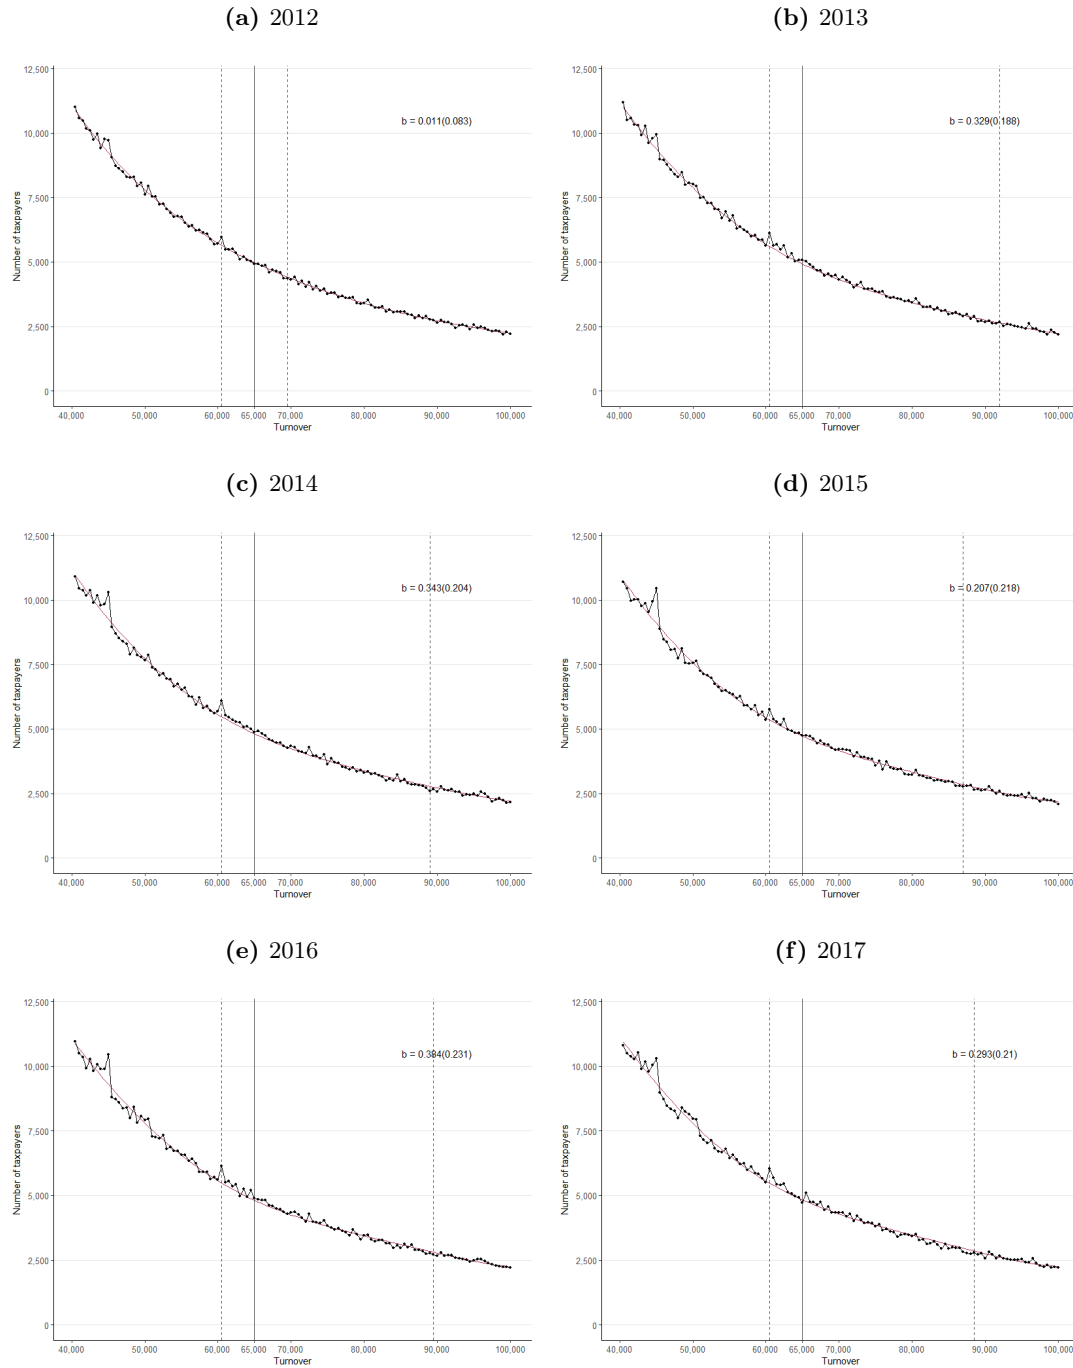 (a) 2012
12,500
10,000
7,500
5,000
2,500
0
Number of taxpayers
b = 0.011(0.083)
40,000 50,000 60,000 65,000 70,000 80,000 90,000 100,000
Turnover
(b) 2013
12,500
10,000
7,500
5,000
2,500
0
Number of taxpayers
b = 0.329(0.188)
40,000 50,000 60,000 65,000 70,000 80,000 90,000 100,000
Turnover
(c) 2014
12,500
10,000
7,500
5,000
2,500
0
Number of taxpayers
b = 0.343(0.204)
40,000 50,000 60,000 65,000 70,000 80,000 90,000 100,000
Turnover
(d) 2015
12,500
10,000
7,500
5,000
2,500
0
Number of taxpayers
b = 0.207(0.218)
40,000 50,000 60,000 65,000 70,000 80,000 90,000 100,000
Turnover
(e) 2016
12,500
10,000
7,500
5,000
2,500
0
Number of taxpayers
b = 0.384(0.231)
40,000 50,000 60,000 65,000 70,000 80,000 90,000 100,000
Turnover
(f) 2017
12,500
10,000
7,500
5,000
2,500
0
Number of taxpayers
b = 0.293(0.21)
40,000 50,000 60,000 65,000 70,000 80,000 90,000 100,000
Turnover